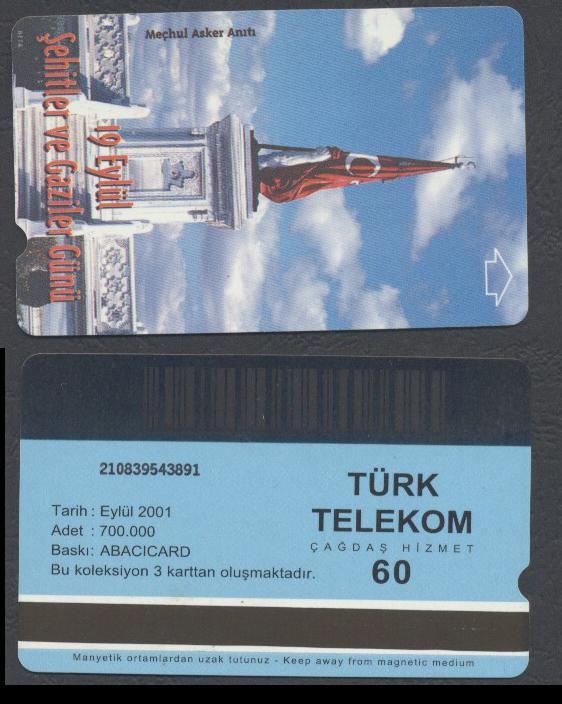 Meçhul Asker Anıtı
19 Eylül
Şehitler ve Gaziler Günü
210839543891
Tarih : Eylül 2001
Adet : 700.000
Baskı: ABACICARD
Bu koleksiyon 3 karttan oluşmaktadır.
TÜRK
TELEKOM
ÇAĞDAŞ HİZMET
60
Manyetik ortamlardan uzak tutunuz - Keep away from magnetic medium